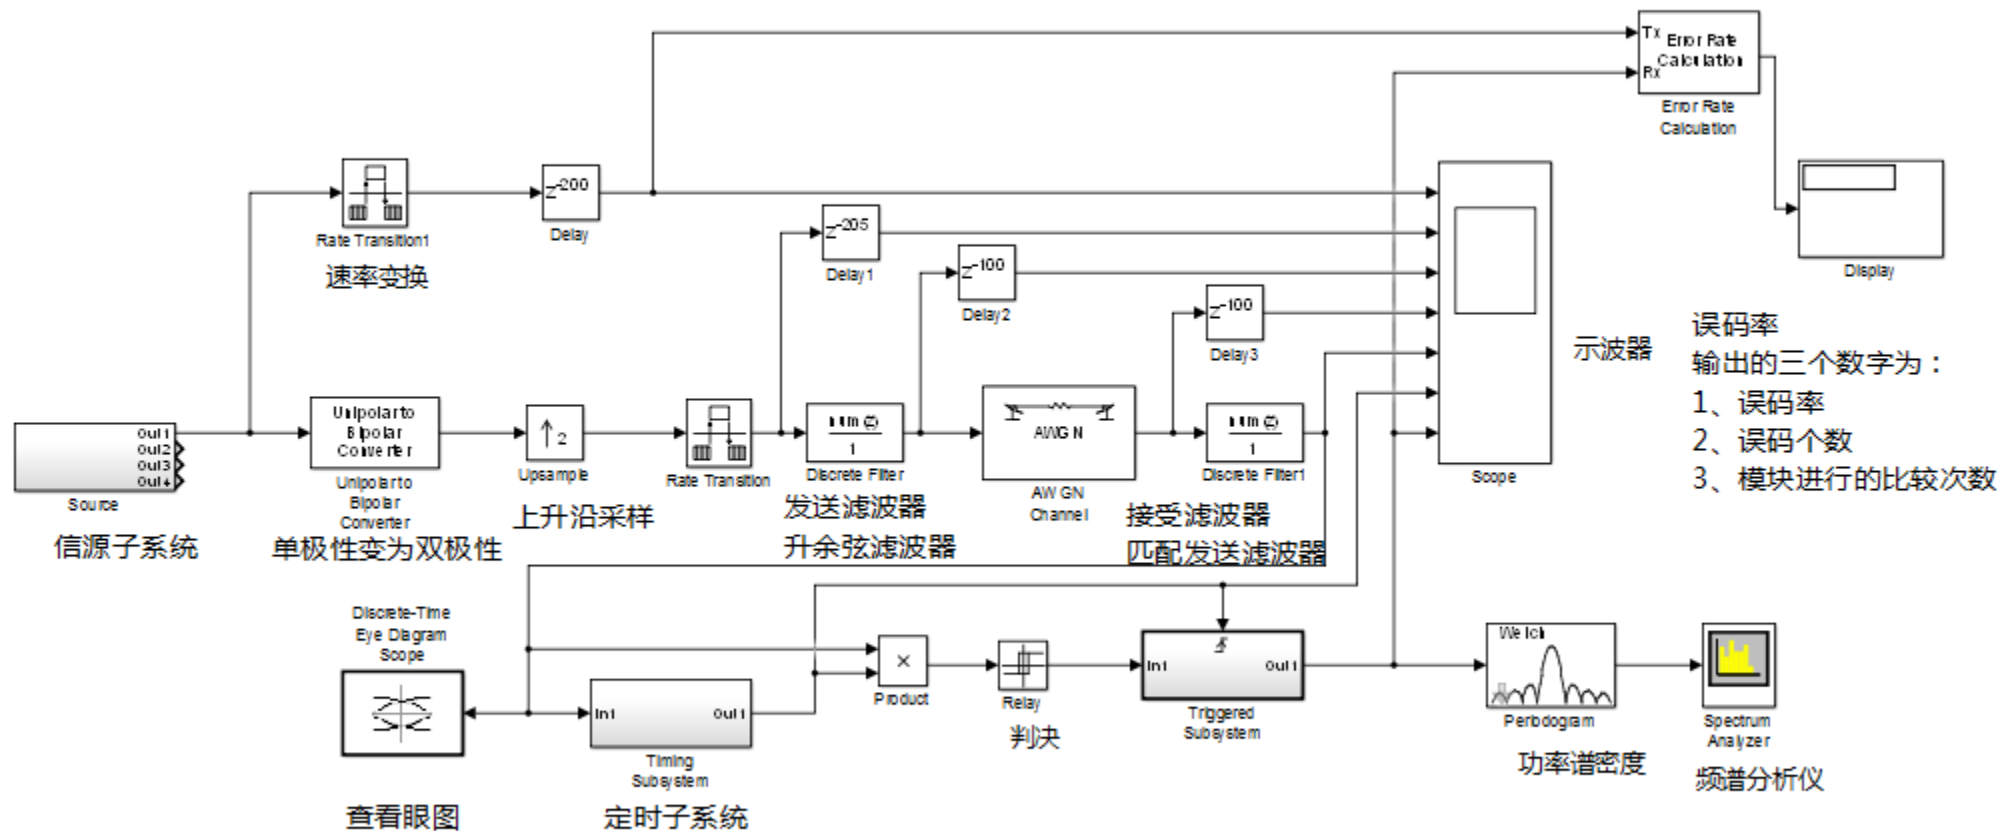 Tx
Rx
Error Rate
Calculation
Error Rate
Calculation
z-200
Rate Transition1
Delay
速率变换
z-205
Delay1
z-100
Delay2
z-100
Delay3
Display
误码率
输出的三个数字为：
1、误码率
2、误码个数
3、模块进行的比较次数
示波器
Scope
Out1
Out2
Out3
Out4
Source
信源子系统
Unipolar to
Bipolar
Converter
Unipolar to
Bipolar
Converter
单极性变为双极性
2
Upsample
上升沿采样
Rate Transition
num(z)
1
Discrete Filter
发送滤波器
升余弦滤波器
AWGN
AWGN
Channel
num(z)
1
Discrete Filter1
接受滤波器
匹配发送滤波器
Discrete-Time
Eye Diagram
Scope
查看眼图
In1
Out1
Timing
Subsystem
定时子系统
×
Product
Relay
判决
In1
Out1
Triggered
Subsystem
Welch
Periodogram
功率谱密度
Spectrum
Analyzer
频谱分析仪